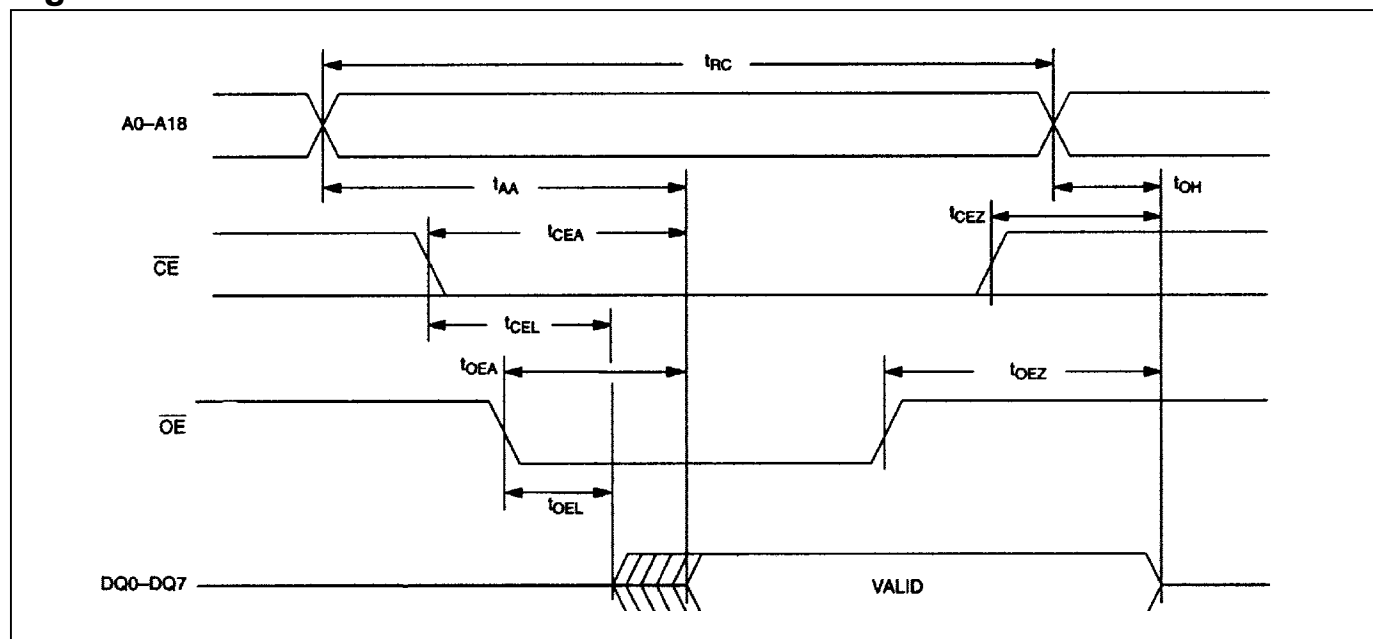 tRC
A0–A18
tAA
tOH
tCEZ
tCEA
CE
tCEL
tOEA
tOEZ
OE
tOEL
DQ0–DQ7
VALID